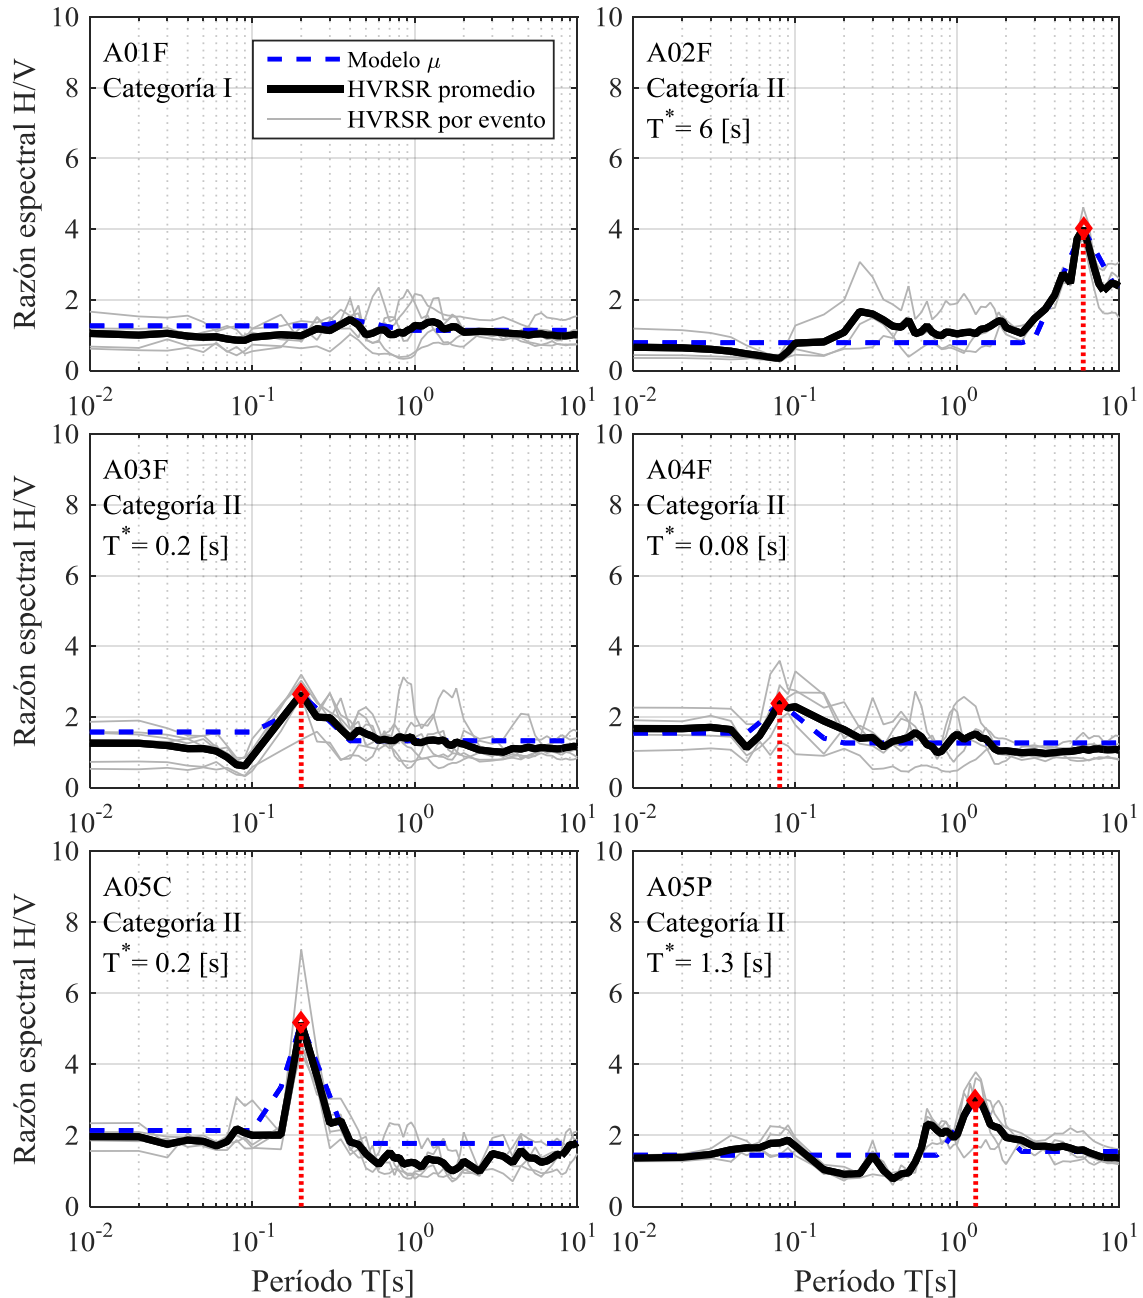 10
A01F
Categoría I
Modelo μ
HVRSR promedio
HVRSR por evento
8
6
4
2
0
Razón espectral H/V
10^-2
10^-1
10^0
10^1
10
A02F
Categoría II
T* = 6 [s]
8
6
4
2
0
Razón espectral H/V
10^-2
10^-1
10^0
10^1
10
A03F
Categoría II
T* = 0.2 [s]
8
6
4
2
0
Razón espectral H/V
10^-2
10^-1
10^0
10^1
10
A04F
Categoría II
T* = 0.08 [s]
8
6
4
2
0
Razón espectral H/V
10^-2
10^-1
10^0
10^1
10
A05C
Categoría II
T* = 0.2 [s]
8
6
4
2
0
Razón espectral H/V
10^-2
10^-1
10^0
10^1
Período T[s]
10
A05P
Categoría II
T* = 1.3 [s]
8
6
4
2
0
Razón espectral H/V
10^-2
10^-1
10^0
10^1
Período T[s]